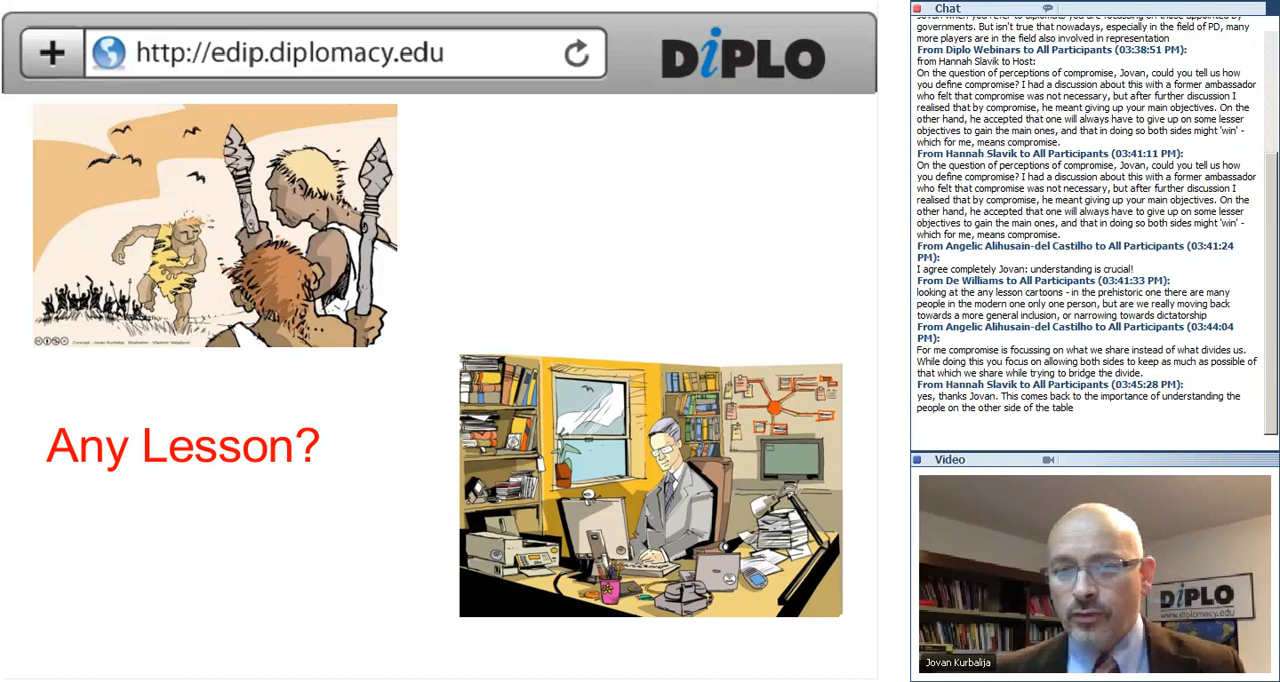 http://edip.diplomacy.edu
DiPLO
Any Lesson?
Chat
governments. But isn't true that nowadays, especially in the field of PD, many
more players are in the field also involved in representation
From Diplo Webinars to All Participants (03:38:51 PM):
from Hannah Slavik to Host:
On the question of perceptions of compromise, Jovan, could you tell us how
you define compromise? I had a discussion about this with a former ambassador
who felt that compromise was not necessary, but after further discussion I
realised that by compromise, he meant giving up your main objectives. On the
other hand, he accepted that one will always have to give up on some lesser
objectives to gain the main ones, and that in doing so both sides might 'win' -
which for me, means compromise.
From Hannah Slavik to All Participants (03:41:11 PM):
On the question of perceptions of compromise, Jovan, could you tell us how
you define compromise? I had a discussion about this with a former ambassador
who felt that compromise was not necessary, but after further discussion I
realised that by compromise, he meant giving up your main objectives. On the
other hand, he accepted that one will always have to give up on some lesser
objectives to gain the main ones, and that in doing so both sides might 'win' -
which for me, means compromise.
From Angelic Alihusain-del Castilho to All Participants (03:41:24
PM):
I agree completely Jovan: understanding is crucial!
From De Williams to All Participants (03:41:33 PM):
looking at the any lesson cartoons - in the prehistoric one there are many
people in the modern one only one person, but are we really moving back
towards a more general inclusion, or narrowing towards dictatorship
From Angelic Alihusain-del Castilho to All Participants (03:44:04
PM):
For me compromise is focussing on what we share instead of what divides us.
While doing this you focus on allowing both sides to keep as much as possible of
that which we share while trying to bridge the divide.
From Hannah Slavik to All Participants (03:45:28 PM):
yes, thanks Jovan. This comes back to the importance of understanding the
people on the other side of the table
Video
DiPLO
www.diplomacy.edu
Jovan Kurbalija